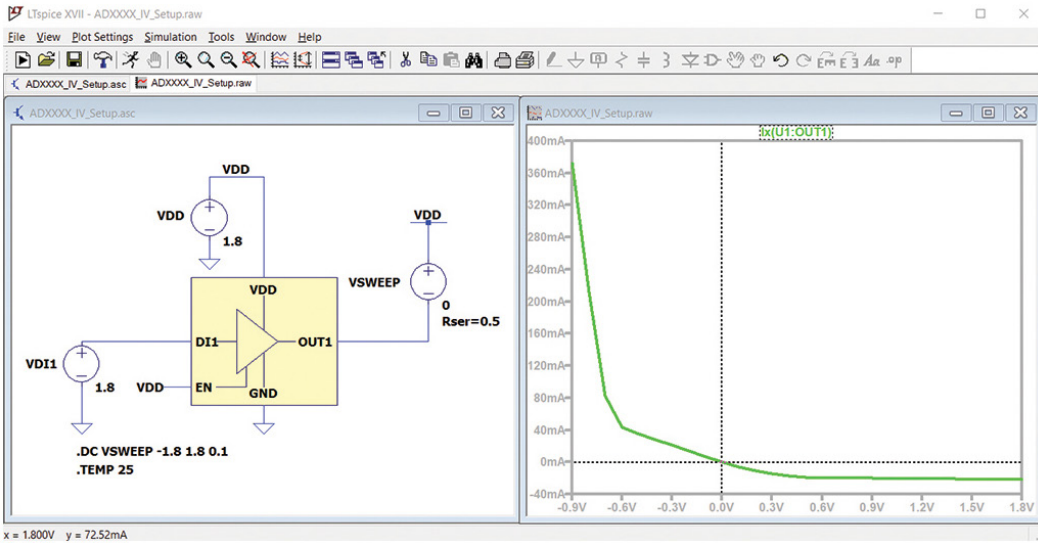 LTspice XVII - ADXXXX_IV_Setup.raw
File View Plot Settings Simulation Tools Window Help
ADXXXX_IV_Setup.asc ADXXXX_IV_Setup.raw
ADXXXX_IV_Setup.asc
VDD
VDD
1.8
VDD
VSWEEP
0
Rser=0.5
VDD
DI1
OUT1
EN
GND
VDI1
1.8
VDD
.DC VSWEEP -1.8 1.8 0.1
.TEMP 25
ADXXXX_IV_Setup.raw
Ix(U1:OUT1)
400mA
360mA
320mA
280mA
240mA
200mA
160mA
120mA
80mA
40mA
0mA
-40mA
-0.9V -0.6V -0.3V 0.0V 0.3V 0.6V 0.9V 1.2V 1.5V 1.8V
x = 1.800V y = 72.52mA